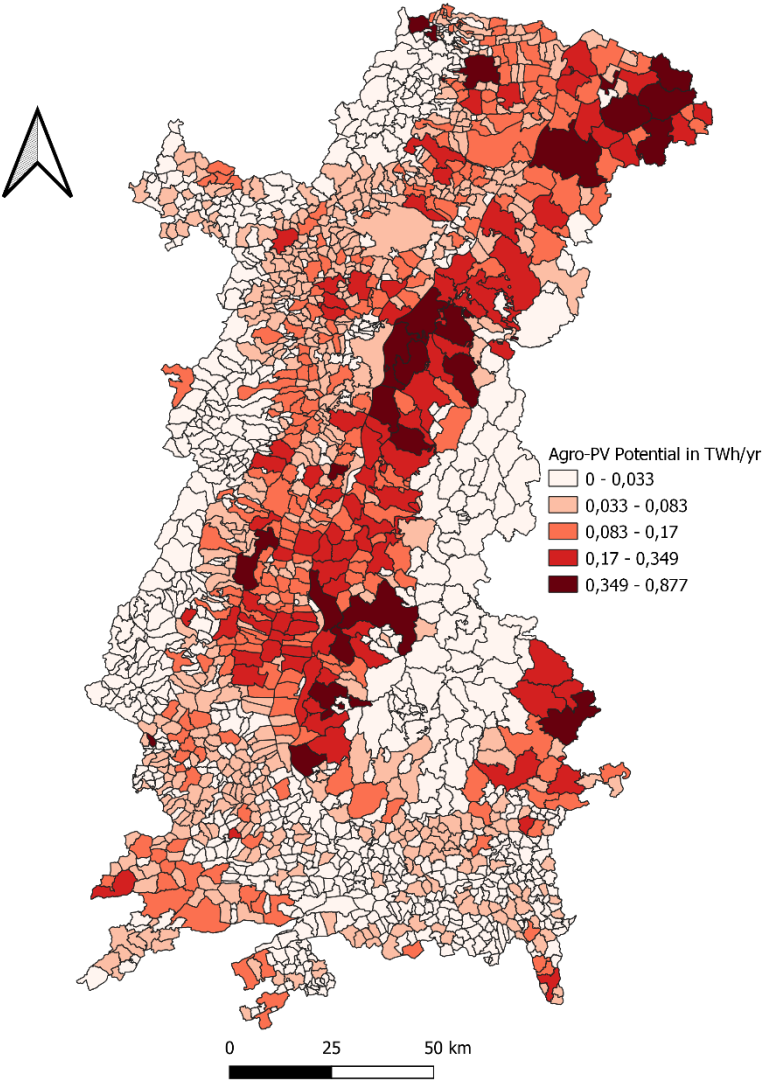 Agro-PV Potential in TWh/yr
0 - 0,033
0,033 - 0,083
0,083 - 0,17
0,17 - 0,349
0,349 - 0,877
0 25 50 km